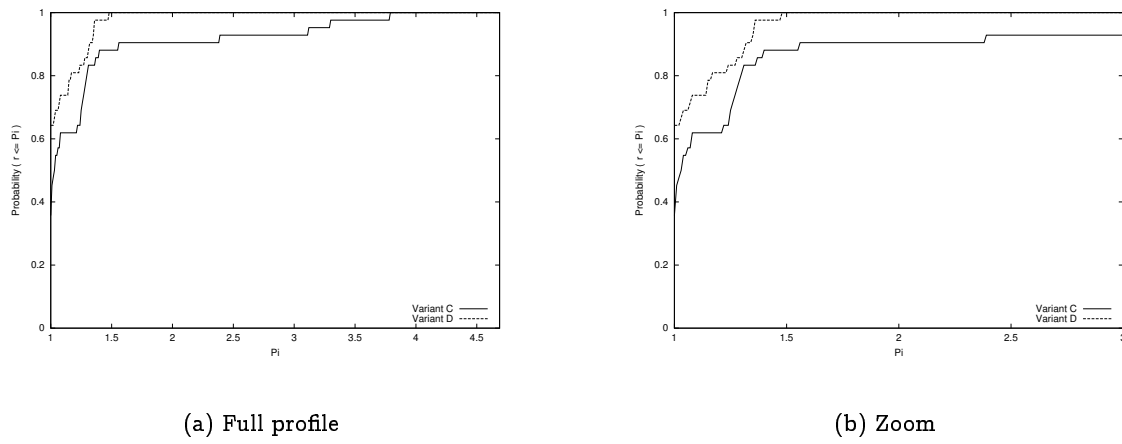 1
0.8
0.6
0.4
0.2
0
Probability ( r <= Pi )
1 1.5 2 2.5 3 3.5 4 4.5
Pi
Variant C
Variant D
(a) Full profile
1
0.8
0.6
0.4
0.2
0
Probability ( r <= Pi )
1 1.5 2 2.5 3
Pi
Variant C
Variant D
(b) Zoom